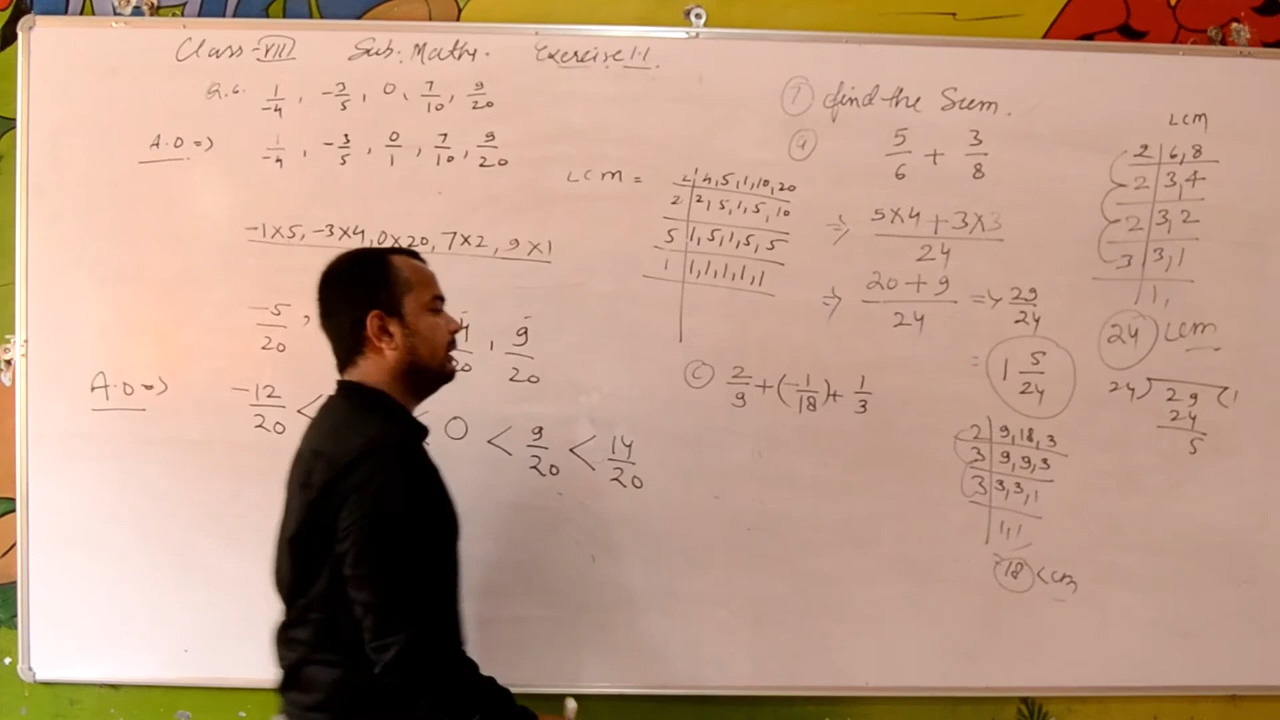 Class-VIII Sub: Maths. Exercise 1.1
Q.6. 1/-4, -3/5, 0, 7/10, 9/20
A.O => 1/-4, -3/5, 0/1, 7/10, 9/20
-1×5, -3×4, 0×20, 7×2, 9×1
-5/20, 9/20
A.O => -12/20 < < 0 < 9/20 < 14/20
LCM =
2 | 4, 5, 1, 10, 20
2 | 2, 5, 1, 5, 10
5 | 1, 5, 1, 5, 5
1 | 1, 1, 1, 1, 1
① find the Sum.
a 5/6 + 3/8
=> 5×4+3×3/24
=> 20+9/24 => 29/24
= 1 5/24
LCM
2 | 6, 8
2 | 3, 4
2 | 3, 2
3 | 3, 1
1,
24 LCM
24) 29 (1
24
5
© 2/9 + (-1/18) + 1/3
2 | 9, 18, 3
3 | 9, 9, 3
3 | 3, 3, 1
1, 1
18 LCM